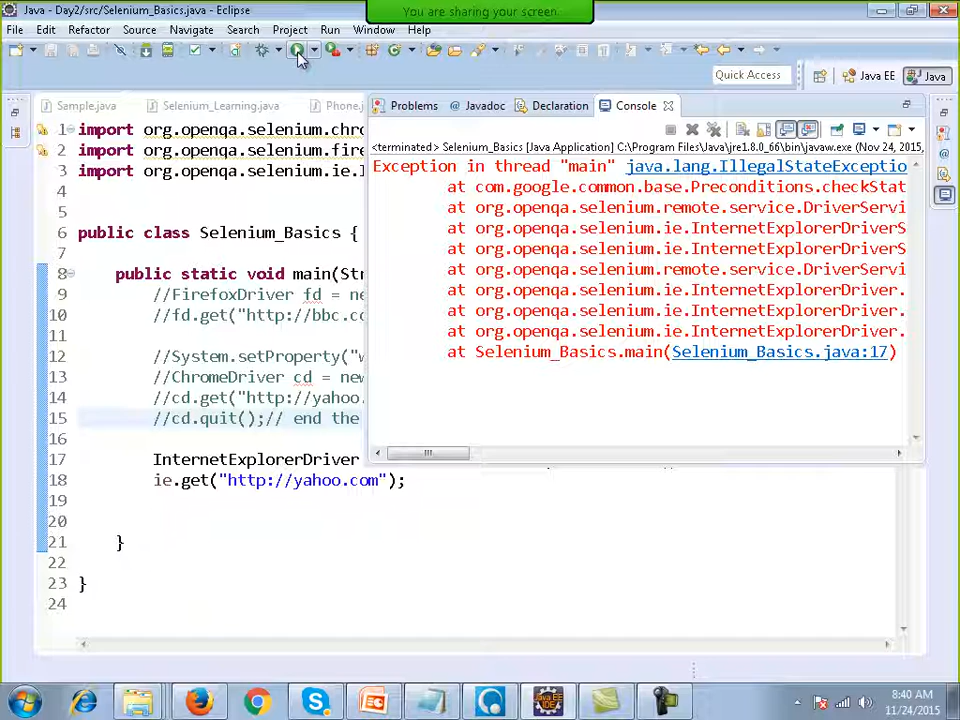 You are sharing your screen
Java - Day2/src/Selenium_Basics.java - Eclipse
File Edit Refactor Source Navigate Search Project Run Window Help
Quick Access
Java EE
Java
Sample.java
Selenium_Learning.java
Phone.j
Problems
Javadoc
Declaration
Console
<terminated> Selenium_Basics [Java Application] C:\Program Files\Java\jre1.8.0_66\bin\javaw.exe (Nov 24, 2015,
Exception in thread "main" java.lang.IllegalStateExceptio
at com.google.common.base.Preconditions.checkStat
at org.openqa.selenium.remote.service.DriverServi
at org.openqa.selenium.ie.InternetExplorerDriverS
at org.openqa.selenium.ie.InternetExplorerDriverS
at org.openqa.selenium.remote.service.DriverServi
at org.openqa.selenium.ie.InternetExplorerDriver.
at org.openqa.selenium.ie.InternetExplorerDriver.
at org.openqa.selenium.ie.InternetExplorerDriver.
at Selenium_Basics.main(Selenium_Basics.java:17)
1 import org.openqa.selenium.chro
2 import org.openqa.selenium.fire
3 import org.openqa.selenium.ie.I
4
5
6 public class Selenium_Basics {
7
8 public static void main(Str
9 //FirefoxDriver fd = ne
10 //fd.get("http://bbc.co
11
12 //System.setProperty("w
13 //ChromeDriver cd = new
14 //cd.get("http://yahoo.
15 //cd.quit();// end the
16
17 InternetExplorerDriver
18 ie.get("http://yahoo.com");
19
20
21 }
22
23 }
24
8:40 AM
11/24/2015